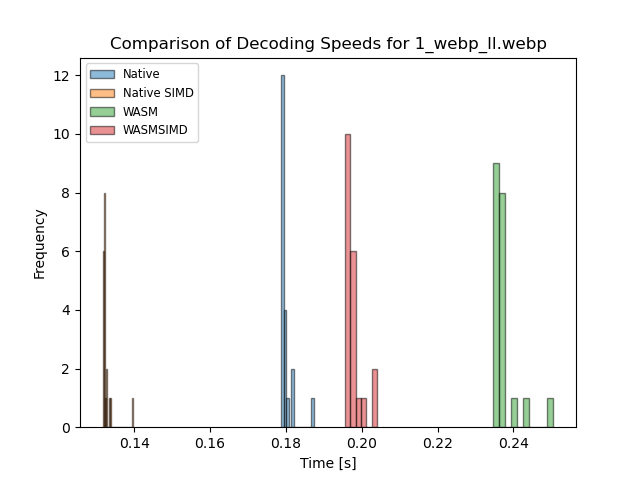 Comparison of Decoding Speeds for 1_webp_ll.webp
Native
Native SIMD
WASM
WASMSIMD
Frequency
12
10
8
6
4
2
0
0.14 0.16 0.18 0.20 0.22 0.24
Time [s]